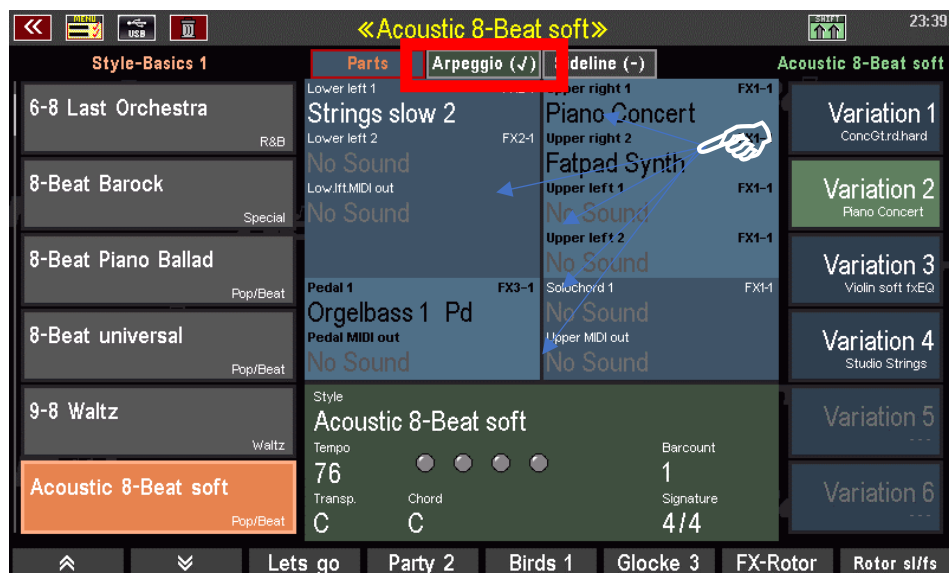 MENU
USB
«Acoustic 8-Beat soft»
SHIFT
23:39
Style-Basics 1
Parts
Arpeggio (√)
Sideline (-)
Acoustic 8-Beat soft
6-8 Last Orchestra
R&B
8-Beat Barock
Special
8-Beat Piano Ballad
Pop/Beat
8-Beat universal
Pop/Beat
9-8 Waltz
Waltz
Acoustic 8-Beat soft
Pop/Beat
Lower left 1
Strings slow 2
Lower left 2
FX2-1
No Sound
Low.lft.MIDI out
No Sound
Pedal 1
FX3-1
Orgelbass 1 Pd
Pedal MIDI out
No Sound
Upper right 1
FX1-1
Piano Concert
Upper right 2
Fatpad Synth
Upper left 1
FX1-1
No Sound
Upper left 2
FX1-1
No Sound
Solochord 1
FX1-1
No Sound
Upper MIDI out
No Sound
Style
Acoustic 8-Beat soft
Tempo
76
Barcount
1
Transp.
C
Chord
C
Signature
4/4
Variation 1
ConcGt.rd.hard
Variation 2
Piano Concert
Variation 3
Violin soft fxEQ
Variation 4
Studio Strings
Variation 5
- - -
Variation 6
- - -
Lets go
Party 2
Birds 1
Glocke 3
FX-Rotor
Rotor sl/fs